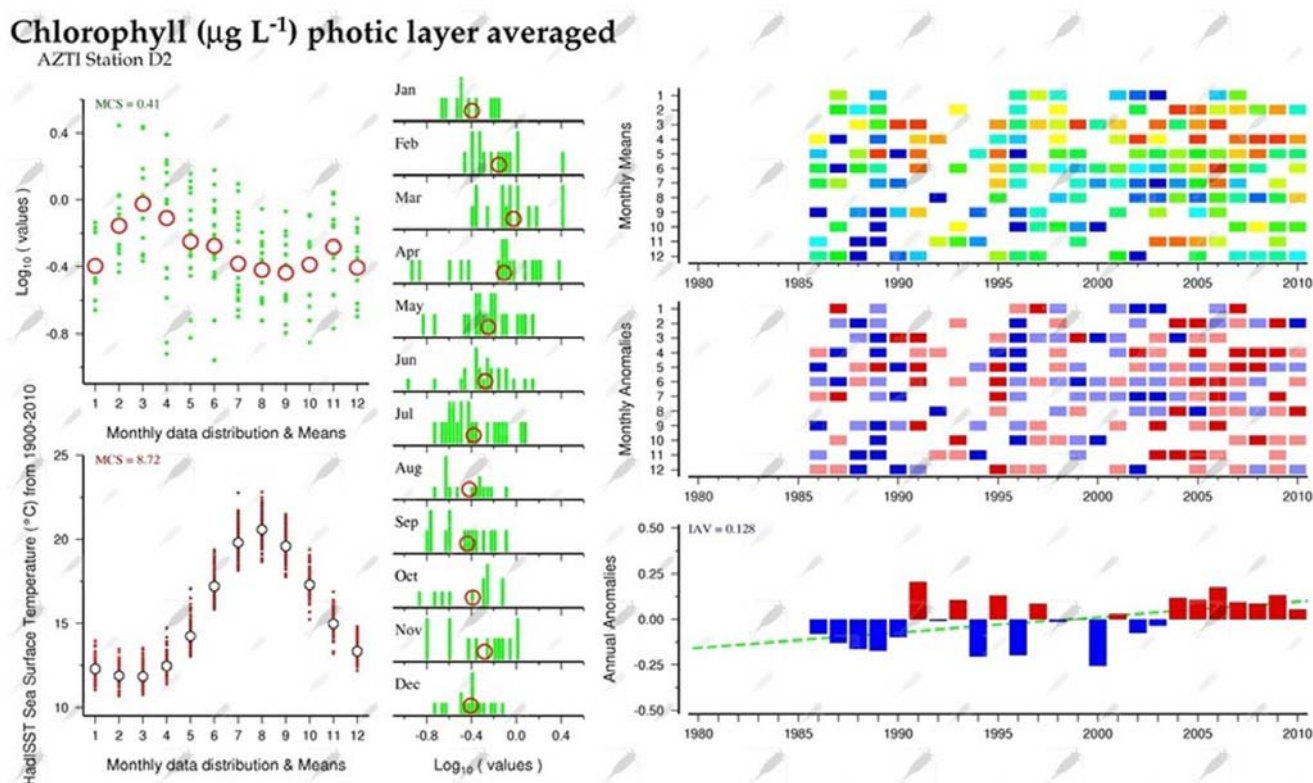 Chlorophyll (µg L⁻¹) photic layer averaged
AZTI Station D2
MCS = 0.41
Log₁₀ ( values )
0.4
0.0
-0.4
-0.8
1 2 3 4 5 6 7 8 9 10 11 12
Monthly data distribution & Means
MCS = 8.72
HadISST Sea Surface Temperature (°C) from 1900-2010
25
20
15
10
1 2 3 4 5 6 7 8 9 10 11 12
Monthly data distribution & Means
Jan
Feb
Mar
Apr
May
Jun
Jul
Aug
Sep
Oct
Nov
Dec
-0.8 -0.4 0.0 0.4
Log₁₀ ( values )
Monthly Means
1
2
3
4
5
6
7
8
9
10
11
12
1980 1985 1990 1995 2000 2005 2010
Monthly Anomalies
1
2
3
4
5
6
7
8
9
10
11
12
1980 1985 1990 1995 2000 2005 2010
IAV = 0.128
Annual Anomalies
0.50
0.25
0.00
-0.25
-0.50
1980 1985 1990 1995 2000 2005 2010